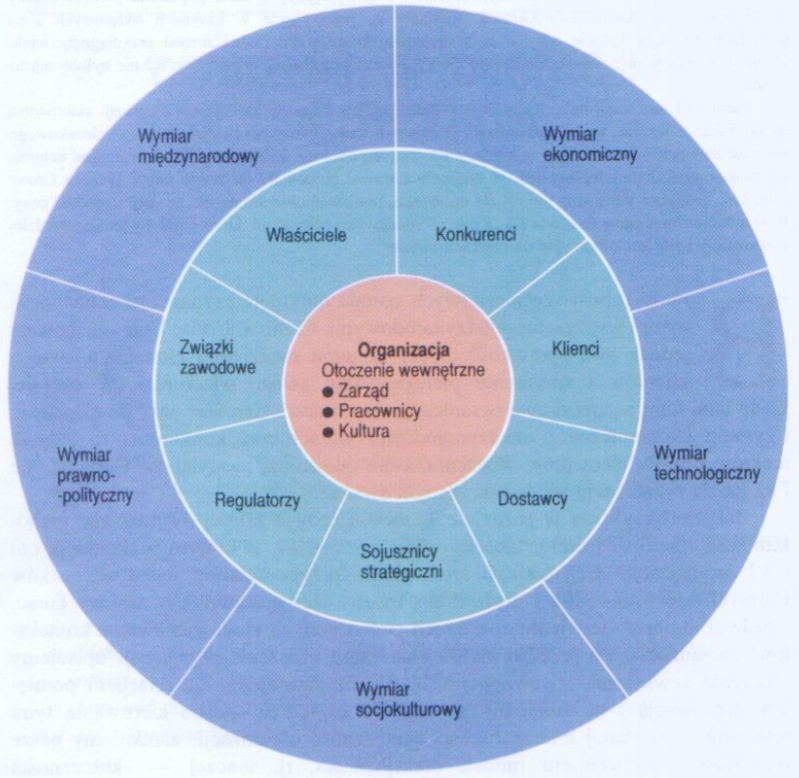 Wymiar
międzynarodowy
Wymiar
ekonomiczny
Właściciele
Konkurenci
Związki
zawodowe
Organizacja
Otoczenie wewnętrzne
● Zarząd
● Pracownicy
● Kultura
Klienci
Wymiar
prawno-
-polityczny
Wymiar
technologiczny
Regulatorzy
Dostawcy
Sojusznicy
strategiczni
Wymiar
socjokulturowy